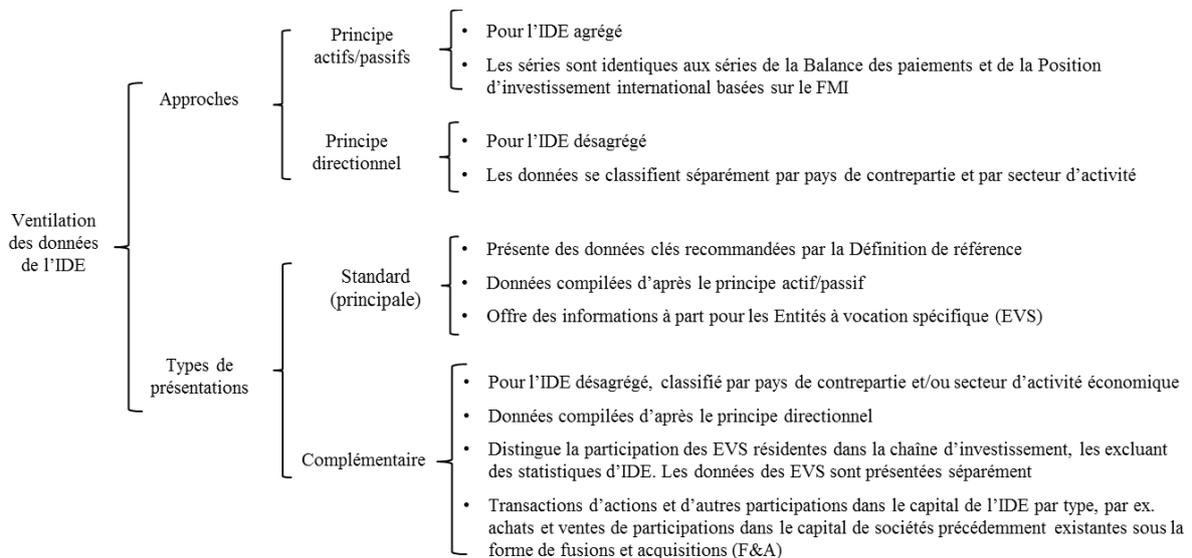 Ventilation
des données
de l'IDE
Approches
Principe
actifs/passifs
• Pour l'IDE agrégé
• Les séries sont identiques aux séries de la Balance des paiements et de la Position
d'investissement international basées sur le FMI
Principe
directionnel
• Pour l'IDE désagrégé
• Les données se classifient séparément par pays de contrepartie et par secteur d'activité
Types de
présentations
Standard
(principale)
• Présente des données clés recommandées par la Définition de référence
• Données compilées d'après le principe actif/passif
• Offre des informations à part pour les Entités à vocation spécifique (EVS)
Complémentaire
• Pour l'IDE désagrégé, classifié par pays de contrepartie et/ou secteur d'activité économique
• Données compilées d'après le principe directionnel
• Distingue la participation des EVS résidentes dans la chaîne d'investissement, les excluant
des statistiques d'IDE. Les données des EVS sont présentées séparément
• Transactions d'actions et d'autres participations dans le capital de l'IDE par type, par ex.
achats et ventes de participations dans le capital de sociétés précédemment existantes sous la
forme de fusions et acquisitions (F&A)